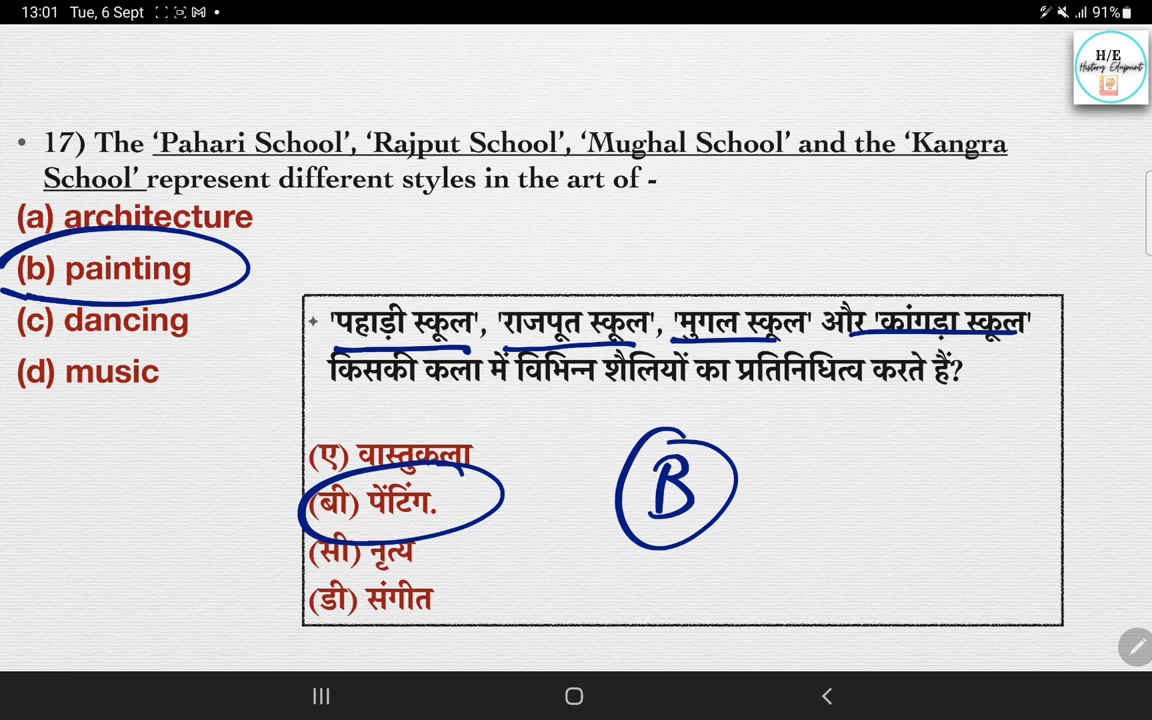 13:01 Tue, 6 Sept
91%
H/E
History Edupoint
• 17) The ‘Pahari School’, ‘Rajput School’, ‘Mughal School’ and the ‘Kangra
School’ represent different styles in the art of -
(a) architecture
(b) painting
(c) dancing
(d) music
'पहाड़ी स्कूल', 'राजपूत स्कूल', 'मुगल स्कूल' और 'कांगड़ा स्कूल'
किसकी कला में विभिन्न शैलियों का प्रतिनिधित्व करते हैं?
(ए) वास्तुकला
(बी) पेंटिंग.
(सी) नृत्य
(डी) संगीत
B